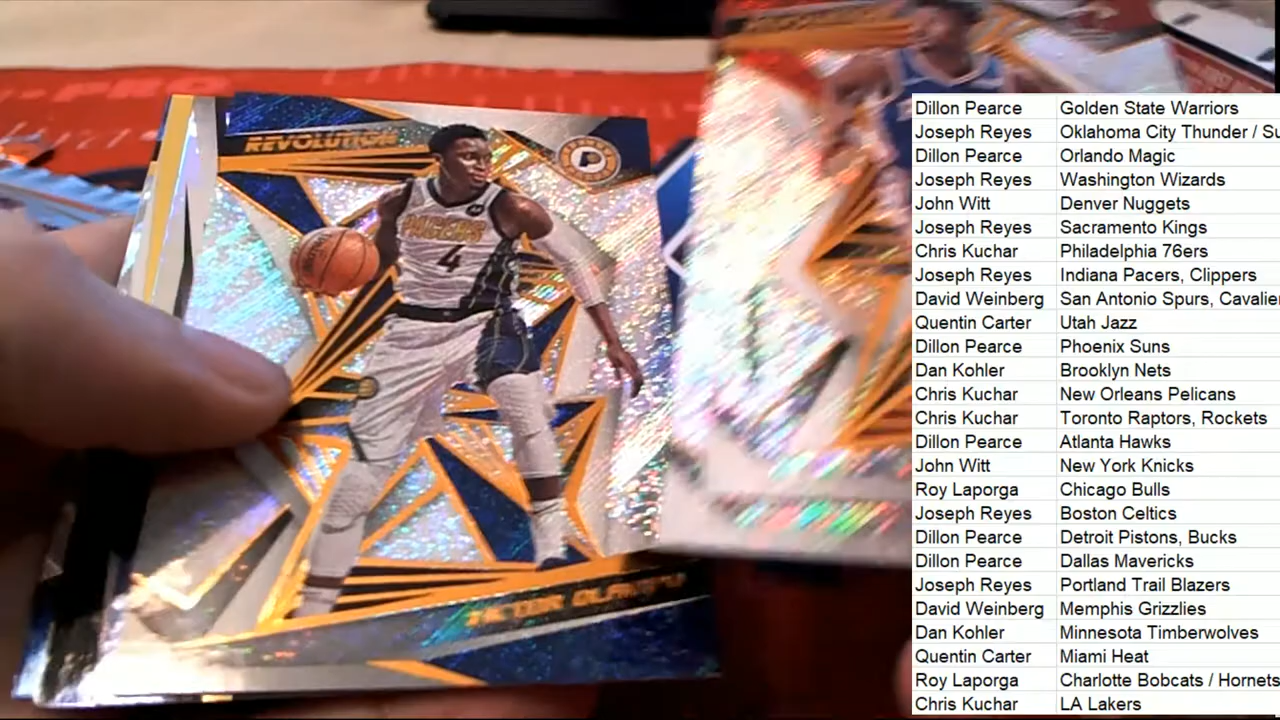 REVOLUTION
PACERS
4
VICTOR OLADIPO
Dillon Pearce Golden State Warriors
Joseph Reyes Oklahoma City Thunder / Su
Dillon Pearce Orlando Magic
Joseph Reyes Washington Wizards
John Witt Denver Nuggets
Joseph Reyes Sacramento Kings
Chris Kuchar Philadelphia 76ers
Joseph Reyes Indiana Pacers, Clippers
David Weinberg San Antonio Spurs, Cavalie
Quentin Carter Utah Jazz
Dillon Pearce Phoenix Suns
Dan Kohler Brooklyn Nets
Chris Kuchar New Orleans Pelicans
Chris Kuchar Toronto Raptors, Rockets
Dillon Pearce Atlanta Hawks
John Witt New York Knicks
Roy Laporga Chicago Bulls
Joseph Reyes Boston Celtics
Dillon Pearce Detroit Pistons, Bucks
Dillon Pearce Dallas Mavericks
Joseph Reyes Portland Trail Blazers
David Weinberg Memphis Grizzlies
Dan Kohler Minnesota Timberwolves
Quentin Carter Miami Heat
Roy Laporga Charlotte Bobcats / Hornets
Chris Kuchar LA Lakers